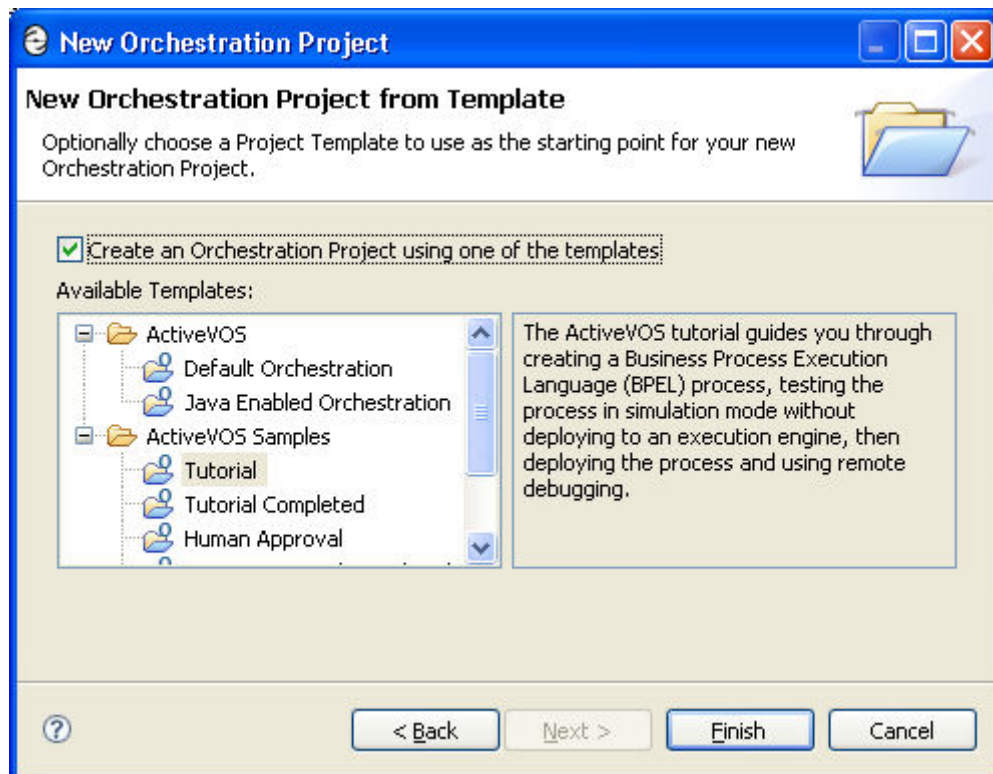 New Orchestration Project
New Orchestration Project from Template
Optionally choose a Project Template to use as the starting point for your new
Orchestration Project.
Create an Orchestration Project using one of the templates
Available Templates:
ActiveVOS
Default Orchestration
Java Enabled Orchestration
ActiveVOS Samples
Tutorial
Tutorial Completed
Human Approval
The ActiveVOS tutorial guides you through
creating a Business Process Execution
Language (BPEL) process, testing the
process in simulation mode without
deploying to an execution engine, then
deploying the process and using remote
debugging.
?
< Back
Next >
Finish
Cancel